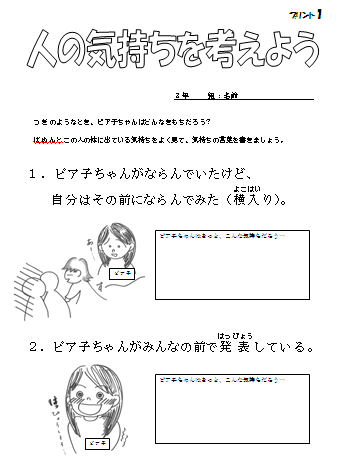 プリント1
人の気持ちを考えよう
2年　組：名前
つぎのようなとき、ピア子ちゃんはどんなきもちだろう？
ばめんとこの人の体に出ている気持ちをよく見て、気持ちの言葉を書きましょう。
1．ピア子ちゃんがならんでいたけど、
よこはい
自分はその前にならんでみた（横入り）。
あー
ピア子
ピア子ちゃんはきっと、こんな気持ちだろう…
はっぴょう
2．ピア子ちゃんがみんなの前で発表している。
ピア子ちゃんはきっと、こんな気持ちだろう…
ピア子